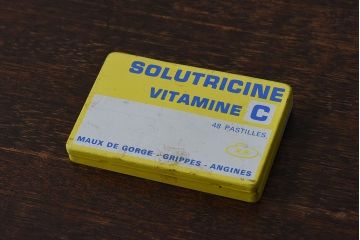 SOLUTRICINE
VITAMINE C
48 PASTILLES
MAUX DE GORGE - GRIPPES - ANGINES